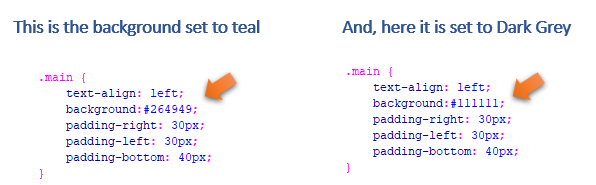 This is the background set to teal
.main {
text-align: left;
background:#264949;
padding-right: 30px;
padding-left: 30px;
padding-bottom: 40px;
}
And, here it is set to Dark Grey
.main {
text-align: left;
background:#111111;
padding-right: 30px;
padding-left: 30px;
padding-bottom: 40px;
}